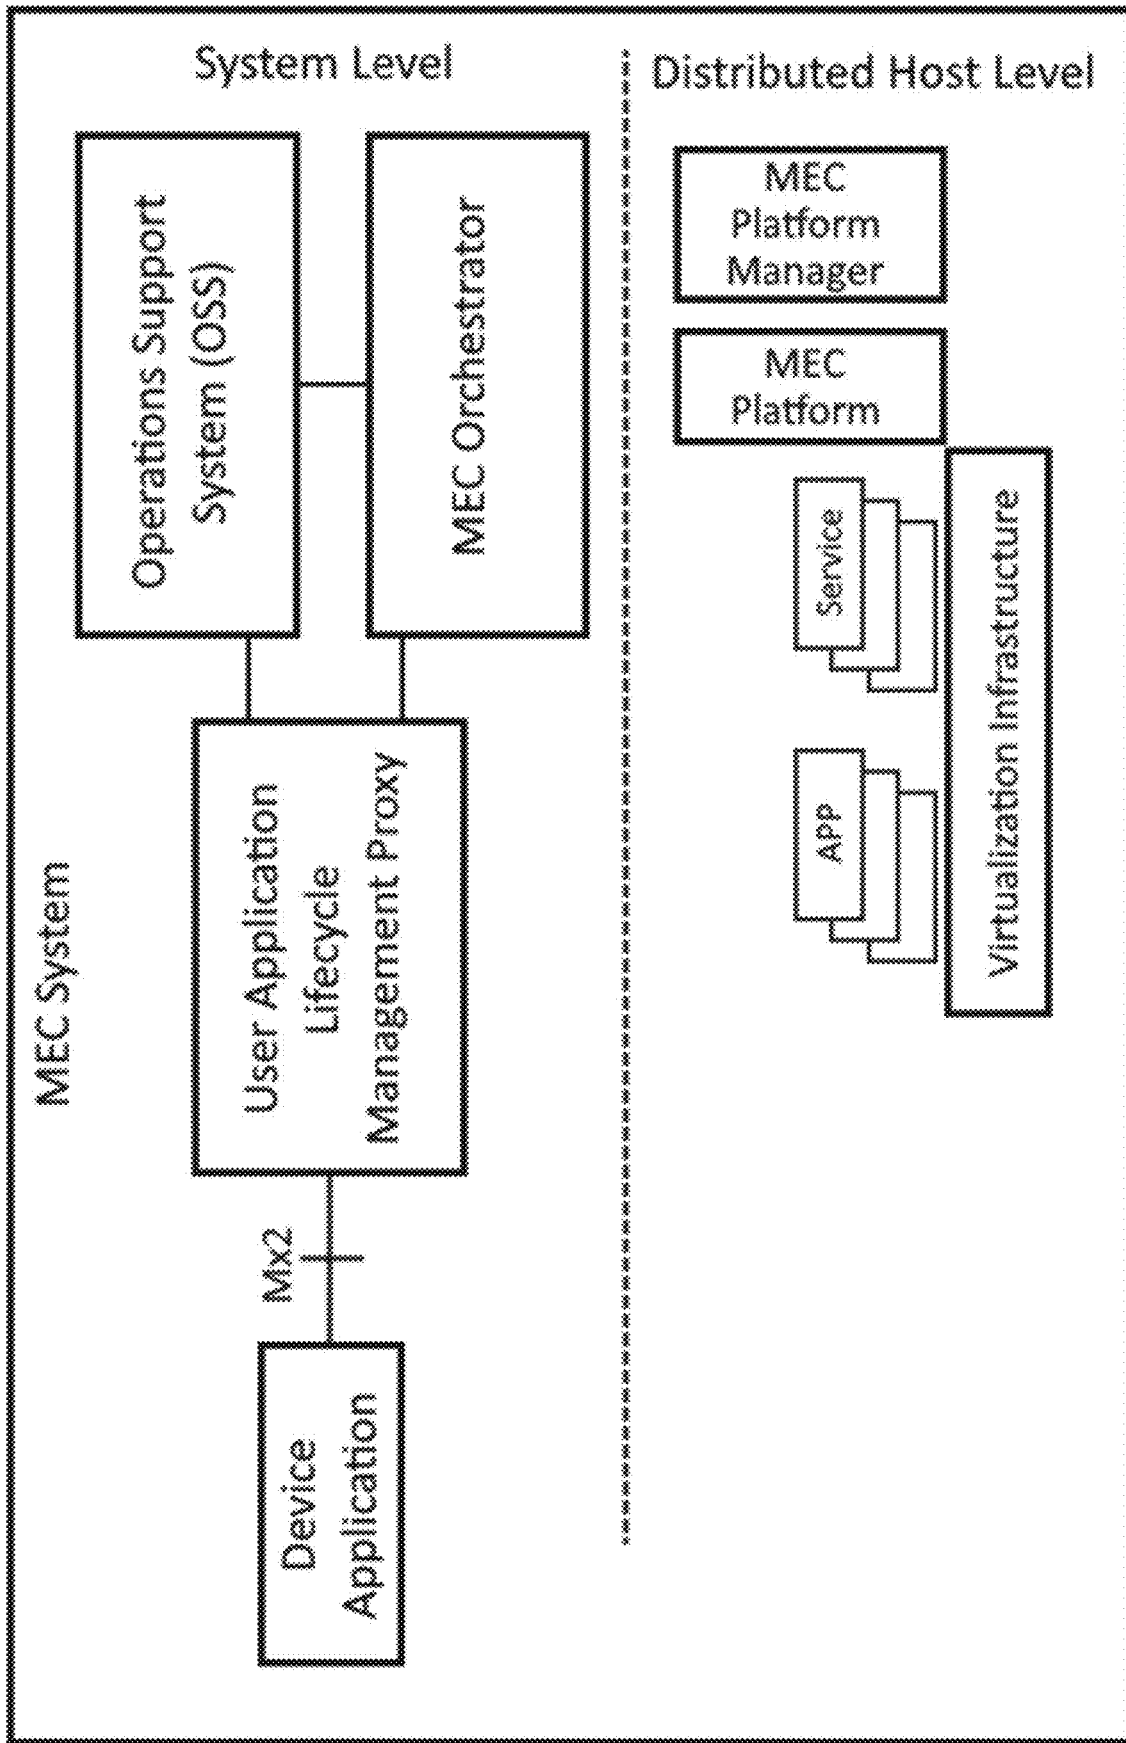 MEC System
System Level
Device
Application
Mx2
User Application
Lifecycle
Management Proxy
Operations Support
System (OSS)
MEC Orchestrator
Distributed Host Level
MEC
Platform
Manager
MEC
Platform
Service
APP
Virtualization Infrastructure